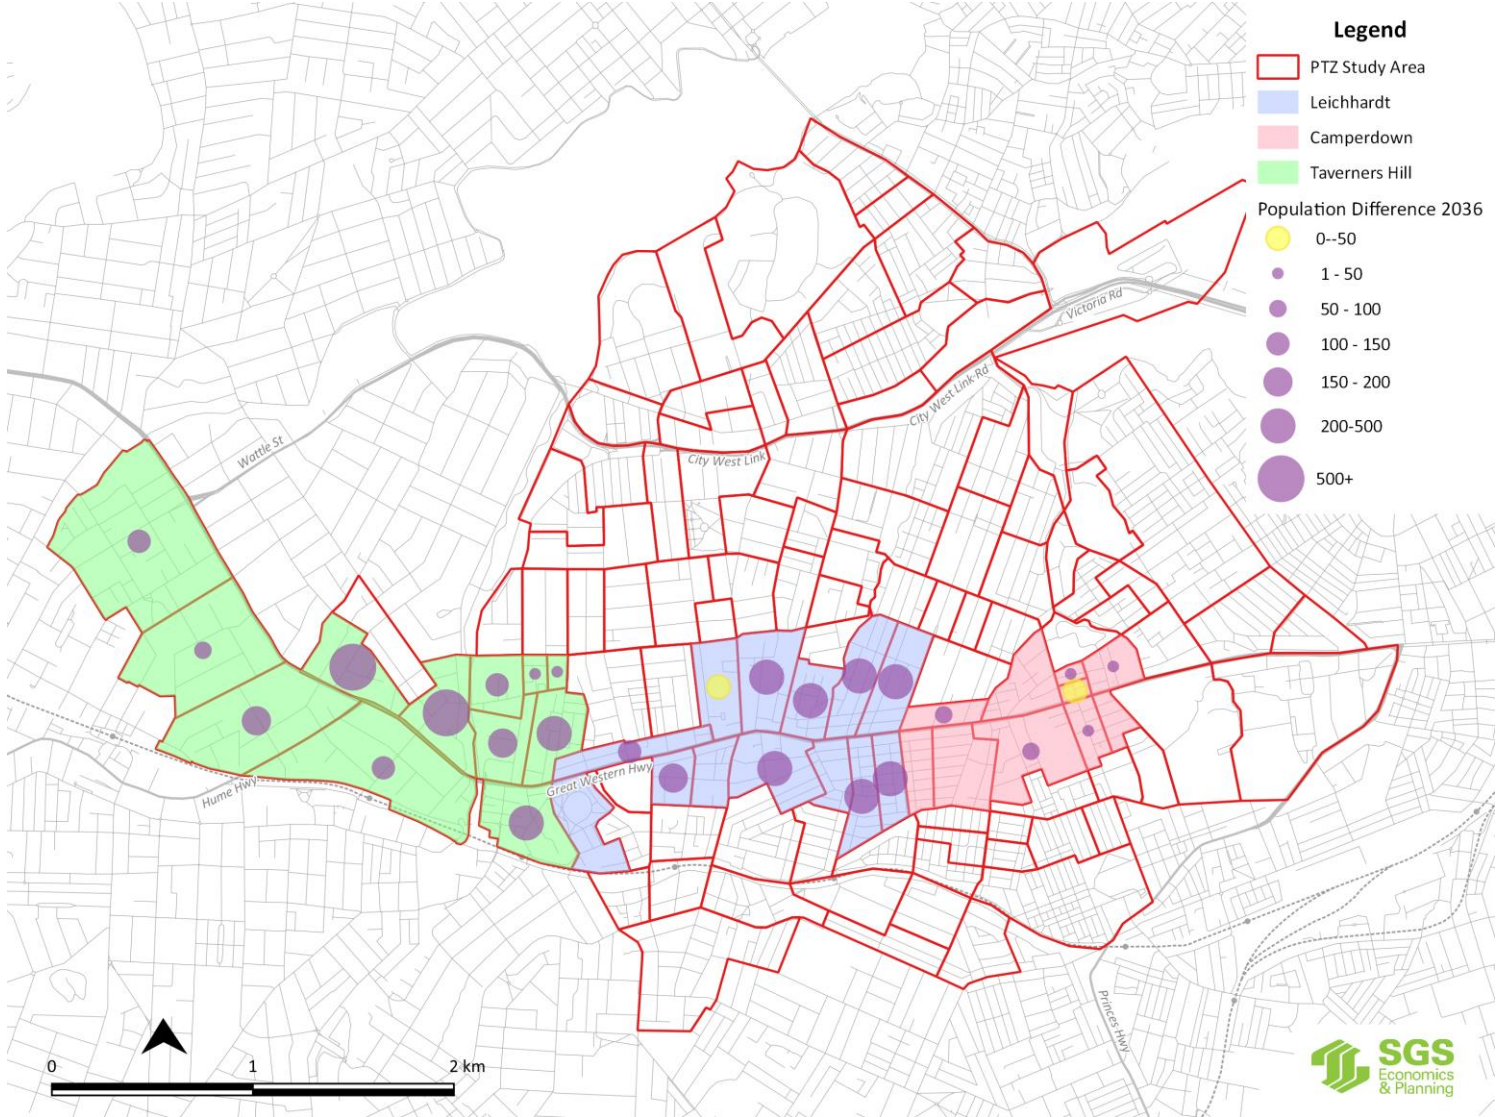 Legend
PTZ Study Area
Leichhardt
Camperdown
Taverners Hill
Population Difference 2036
0--50
1 - 50
50 - 100
100 - 150
150 - 200
200-500
500+
Victoria Rd
City West Link Rd
Wattle St
City West Link
Great Western Hwy
Hume Hwy
Princes Hwy
0 1 2 km
SGS
Economics
& Planning